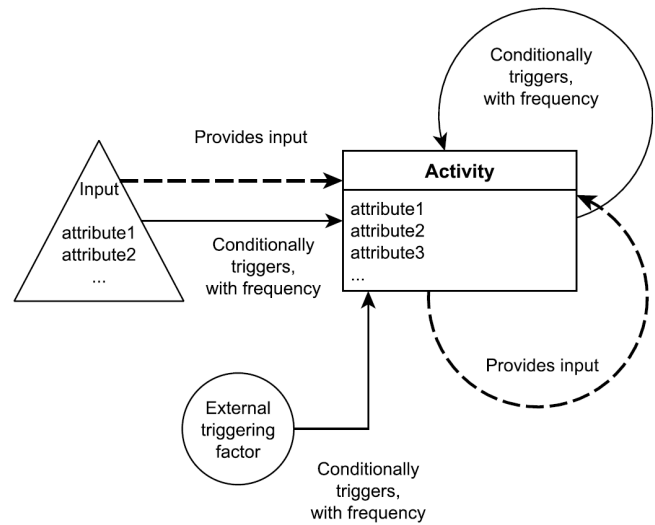 Conditionally
triggers,
with frequency
Provides input
Activity
Input
attribute1
attribute2
...
attribute1
attribute2
attribute3
...
Conditionally
triggers,
with frequency
Provides input
External
triggering
factor
Conditionally
triggers,
with frequency